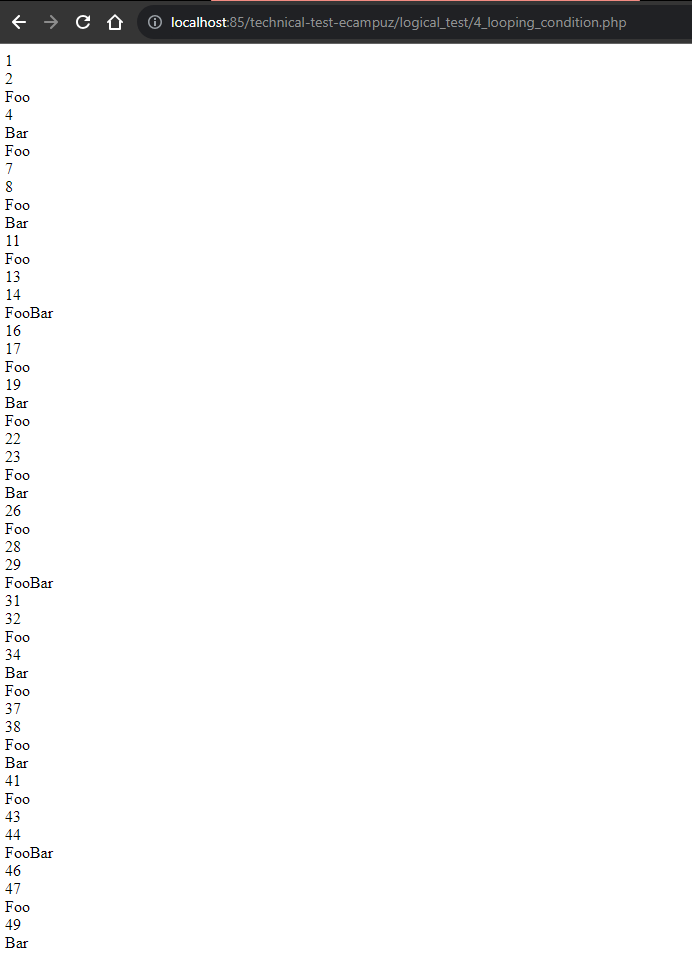 localhost:85/technical-test-ecampuz/logical_test/4_looping_condition.php
1
2
Foo
4
Bar
Foo
7
8
Foo
Bar
11
Foo
13
14
FooBar
16
17
Foo
19
Bar
Foo
22
23
Foo
Bar
26
Foo
28
29
FooBar
31
32
Foo
34
Bar
Foo
37
38
Foo
Bar
41
Foo
43
44
FooBar
46
47
Foo
49
Bar